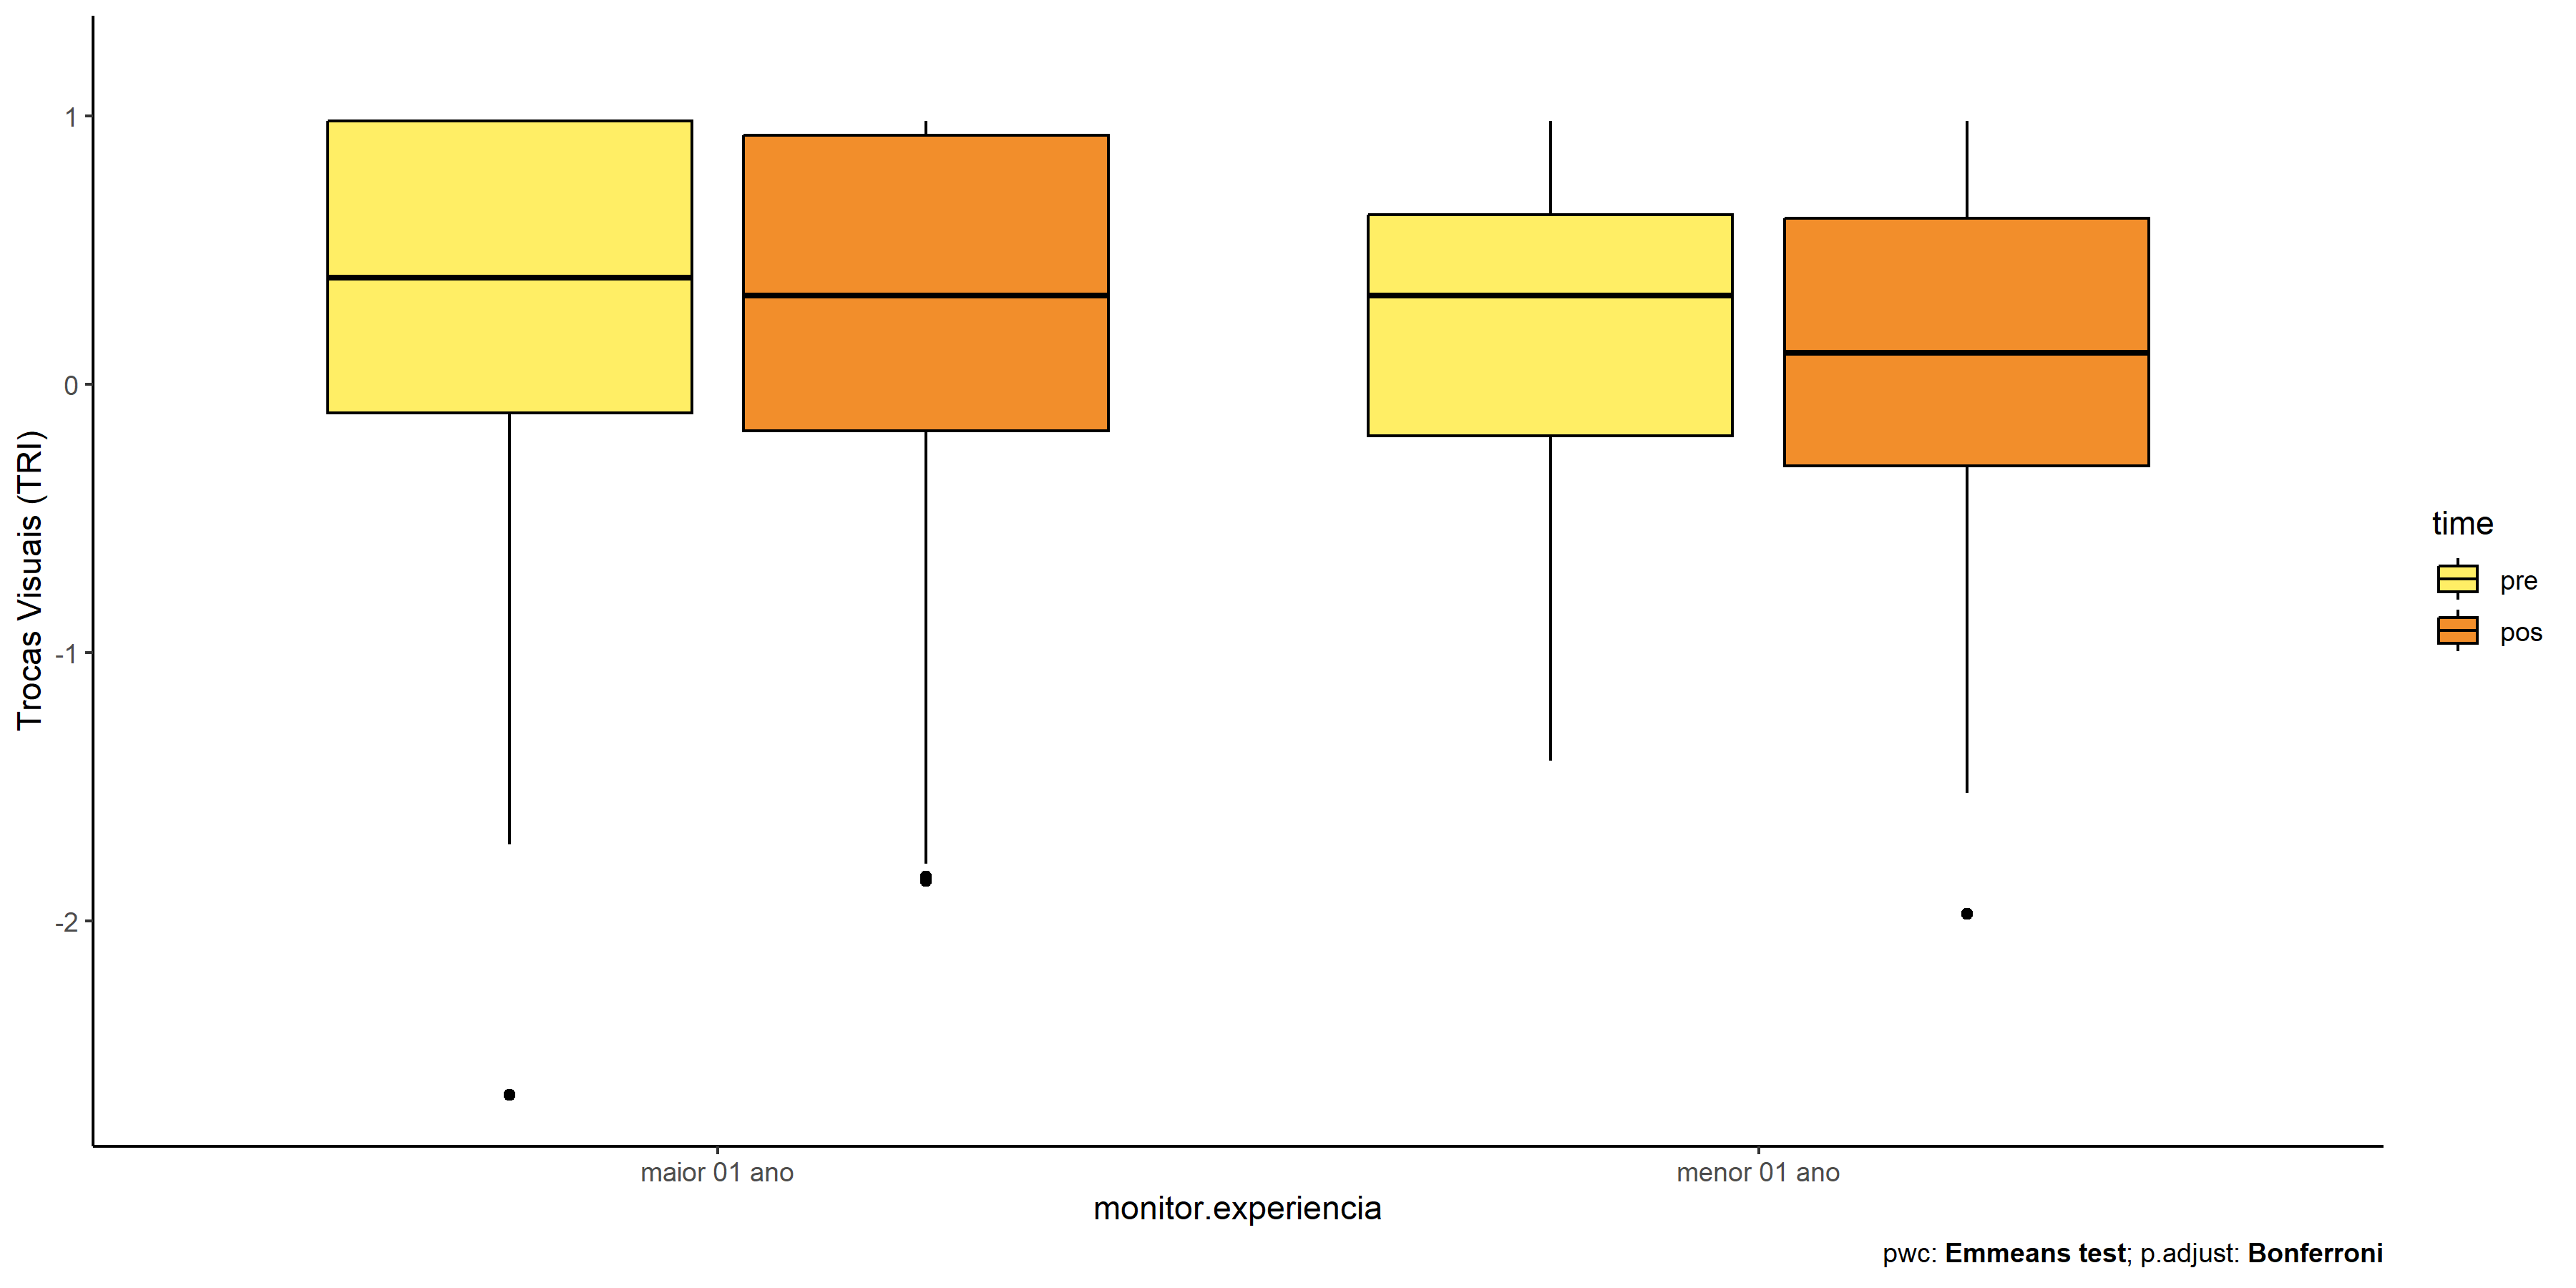 Trocas Visuais (TRI)
1
0
-1
-2
maior 01 ano
menor 01 ano
monitor.experiencia
time
pre
pos
pwc: Emmeans test; p.adjust: Bonferroni